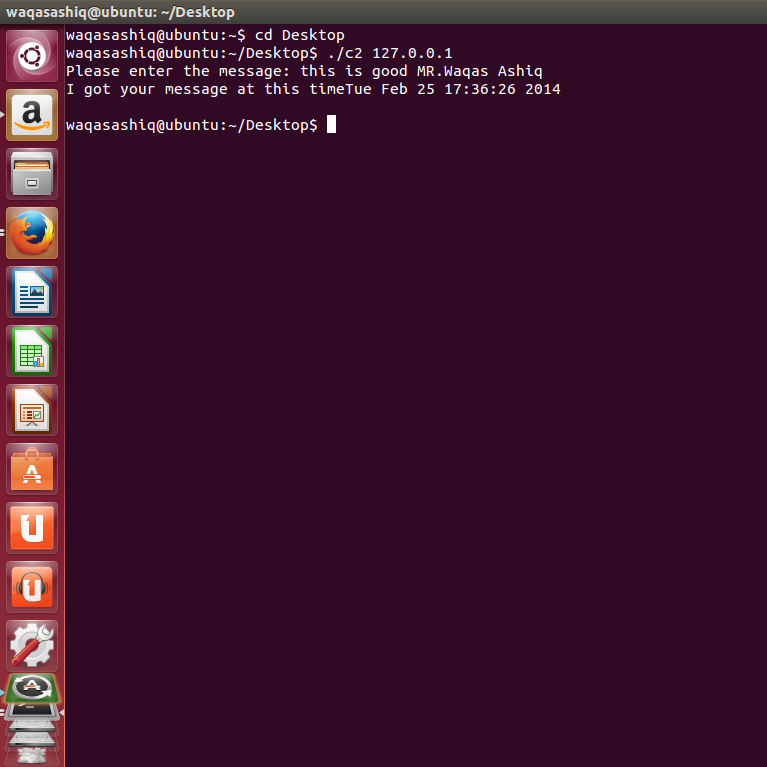 waqasashiq@ubuntu: ~/Desktop
waqasashiq@ubuntu:~$ cd Desktop
waqasashiq@ubuntu:~/Desktop$ ./c2 127.0.0.1
Please enter the message: this is good MR.Waqas Ashiq
I got your message at this timeTue Feb 25 17:36:26 2014
waqasashiq@ubuntu:~/Desktop$